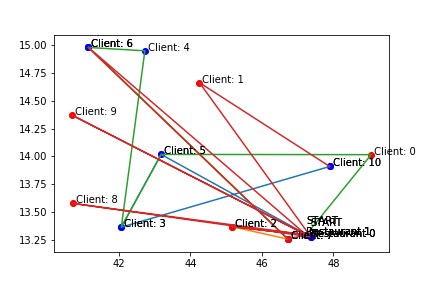 15.00
14.75
14.50
14.25
14.00
13.75
13.50
13.25
42
44
46
48
Client: 6
Client: 4
Client: 1
Client: 9
Client: 5
Client: 0
Client: 10
Client: 8
Client: 3
Client: 2
START
START